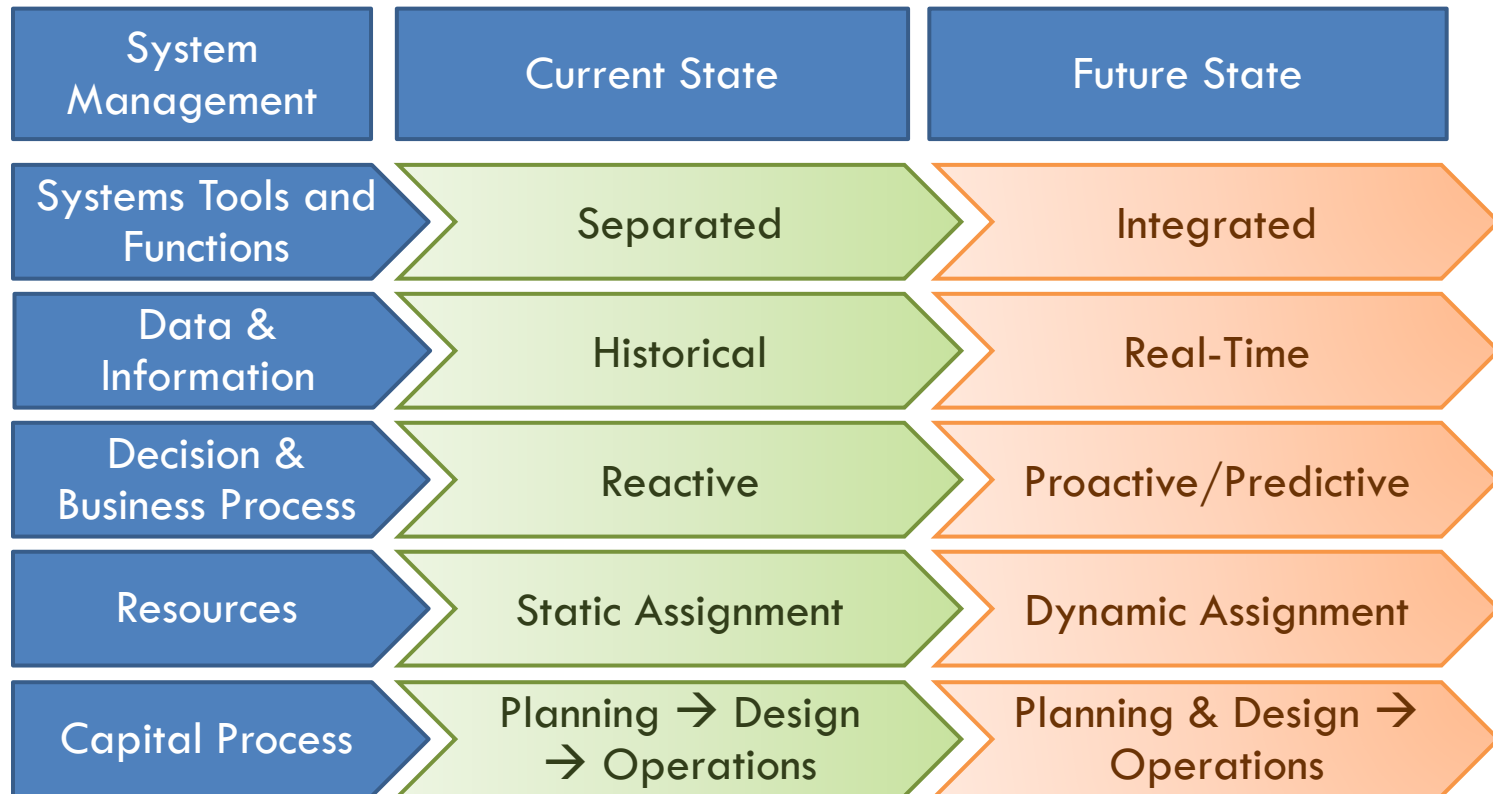 System
Management
Current State
Future State
Systems Tools and
Functions
Separated
Integrated
Data &
Information
Historical
Real-Time
Decision &
Business Process
Reactive
Proactive/Predictive
Resources
Static Assignment
Dynamic Assignment
Capital Process
Planning → Design
→ Operations
Planning & Design →
Operations